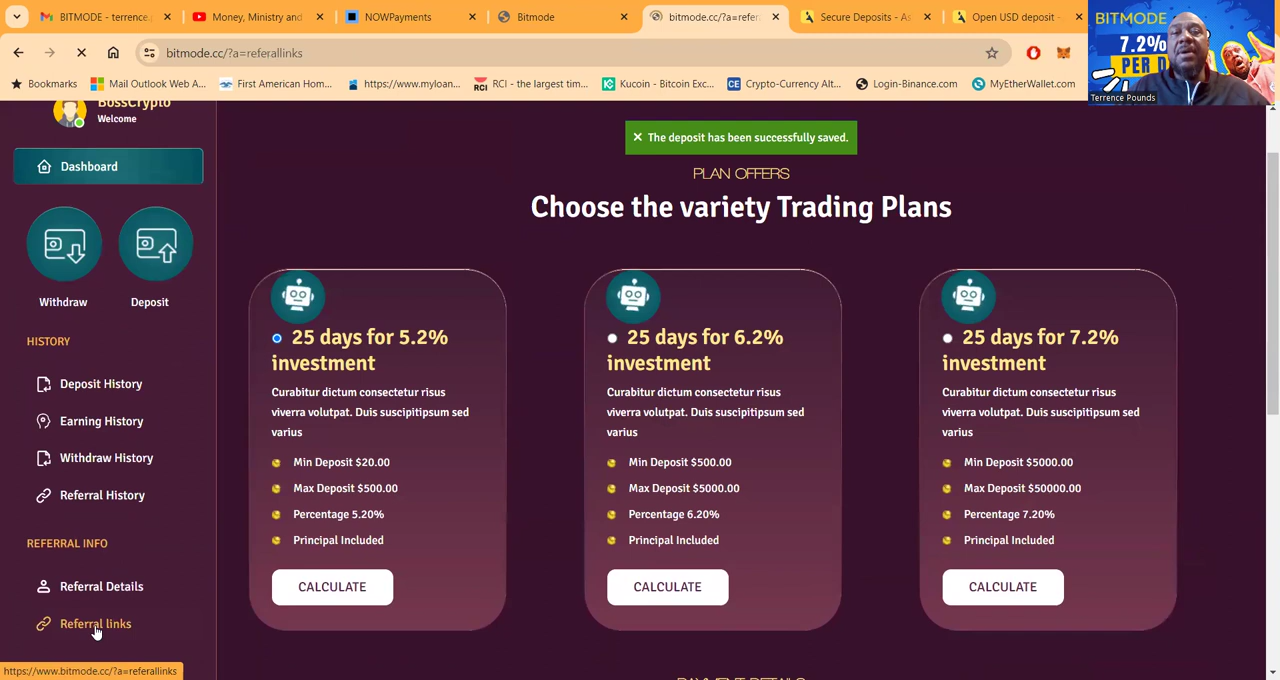 BITMODE - terrence.
Money, Ministry and
NOWPayments
Bitmode
bitmode.cc/?a=refer
Secure Deposits - As
Open USD deposit -
bitmode.cc/?a=referallinks
Bookmarks
Mail Outlook Web A...
First American Hom...
https://www.myloan...
RCI - the largest tim...
Kucoin - Bitcoin Exc...
Crypto-Currency Alt...
Login-Binance.com
MyEtherWallet.com
BITMODE
7.2%
PER D
Terrence Pounds
BossCrypto
Welcome
Dashboard
Withdraw
Deposit
HISTORY
Deposit History
Earning History
Withdraw History
Referral History
REFERRAL INFO
Referral Details
Referral links
https://www.bitmode.cc/?a=referallinks
× The deposit has been successfully saved.
PLAN OFFERS
Choose the variety Trading Plans
25 days for 5.2%
investment
Curabitur dictum consectetur risus
viverra volutpat. Duis suscipitipsum sed
varius
Min Deposit $20.00
Max Deposit $500.00
Percentage 5.20%
Principal Included
CALCULATE
25 days for 6.2%
investment
Curabitur dictum consectetur risus
viverra volutpat. Duis suscipitipsum sed
varius
Min Deposit $500.00
Max Deposit $5000.00
Percentage 6.20%
Principal Included
CALCULATE
25 days for 7.2%
investment
Curabitur dictum consectetur risus
viverra volutpat. Duis suscipitipsum sed
varius
Min Deposit $5000.00
Max Deposit $50000.00
Percentage 7.20%
Principal Included
CALCULATE
PAYMENT DETAILS